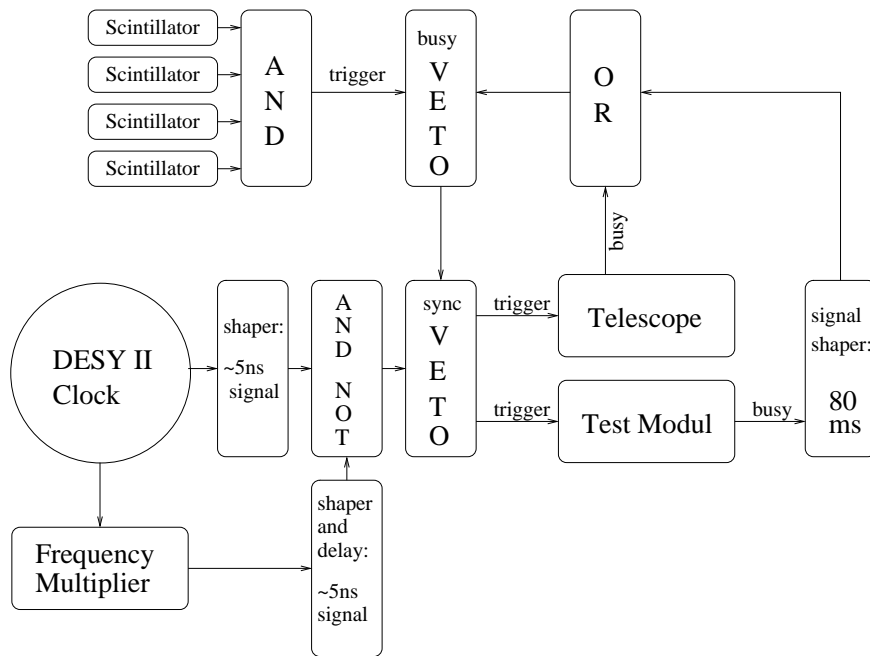 Scintillator
Scintillator
Scintillator
Scintillator
A
N
D
trigger
busy
V
E
T
O
O
R
busy
DESY II
Clock
shaper:
~5ns
signal
A
N
D
N
O
T
sync
V
E
T
O
trigger
trigger
Telescope
Test Modul
busy
signal
shaper:
80
ms
Frequency
Multiplier
shaper
and
delay:
~5ns
signal